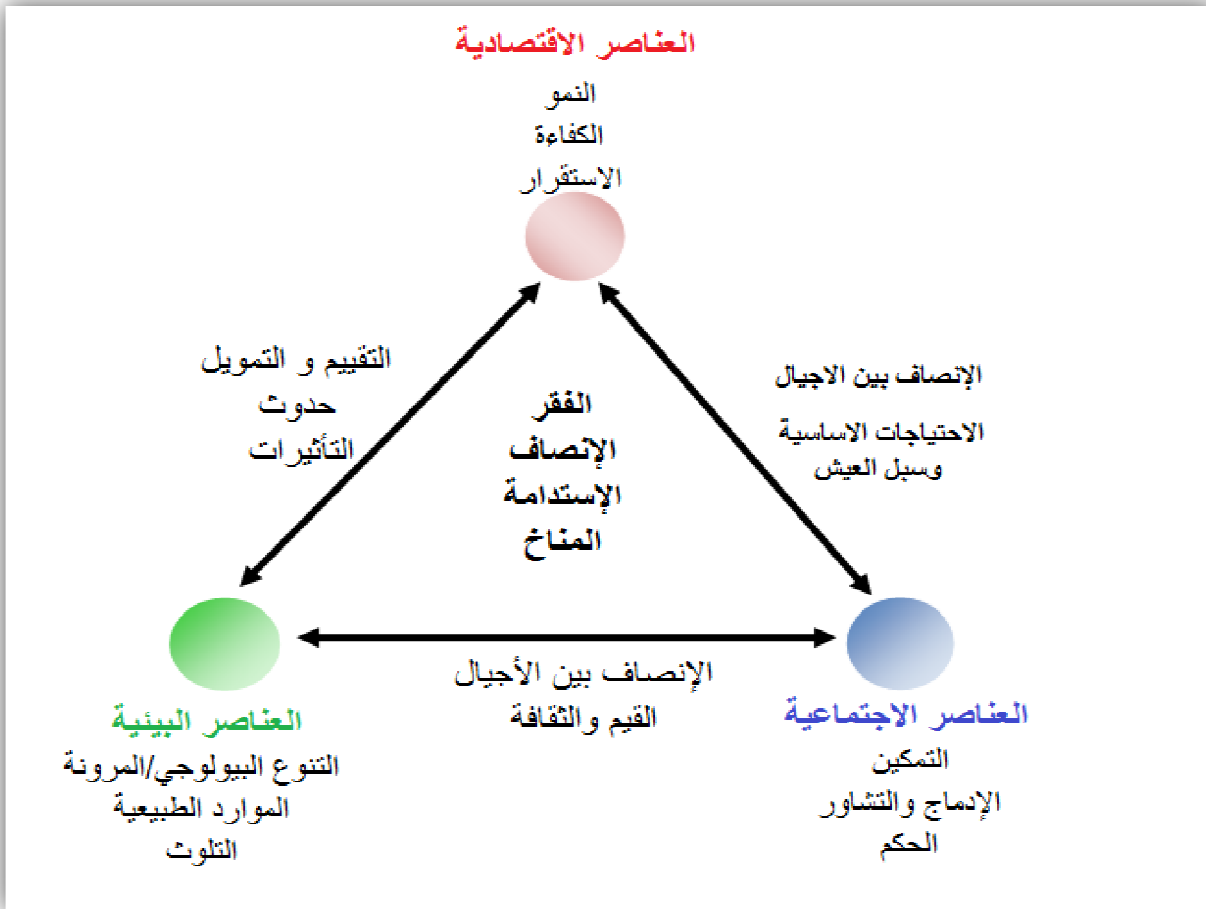 العناصر الاقتصادية
النمو
الكفاءة
الاستقرار
الإنصاف بين الاجيال
الاحتياجات الاساسية
وسبل العيش
الفقر
الإنصاف
الإستدامة
المناخ
التقييم و التمويل
حدوث
التأثيرات
الإنصاف بين الأجيال
القيم والثقافة
العناصر الاجتماعية
التمكين
الإدماج والتشاور
الحكم
العناصر البيئية
التنوع البيولوجي/المرونة
الموارد الطبيعية
التلوث